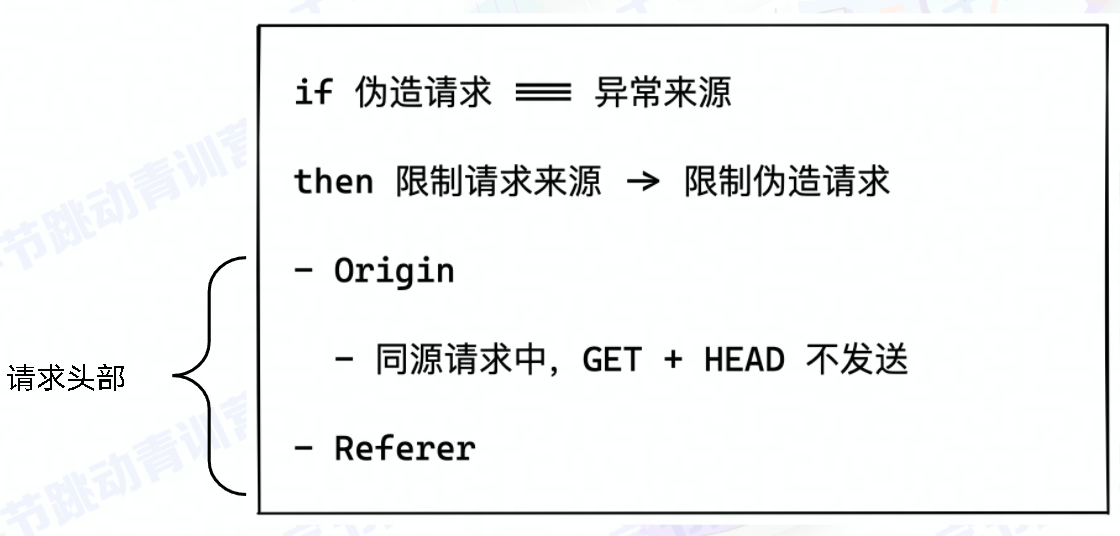 if 伪造请求 === 异常来源
then 限制请求来源 -> 限制伪造请求
- Origin
- 同源请求中, GET + HEAD 不发送
请求头部
- Referer
节跳动青训营
节跳动青训营